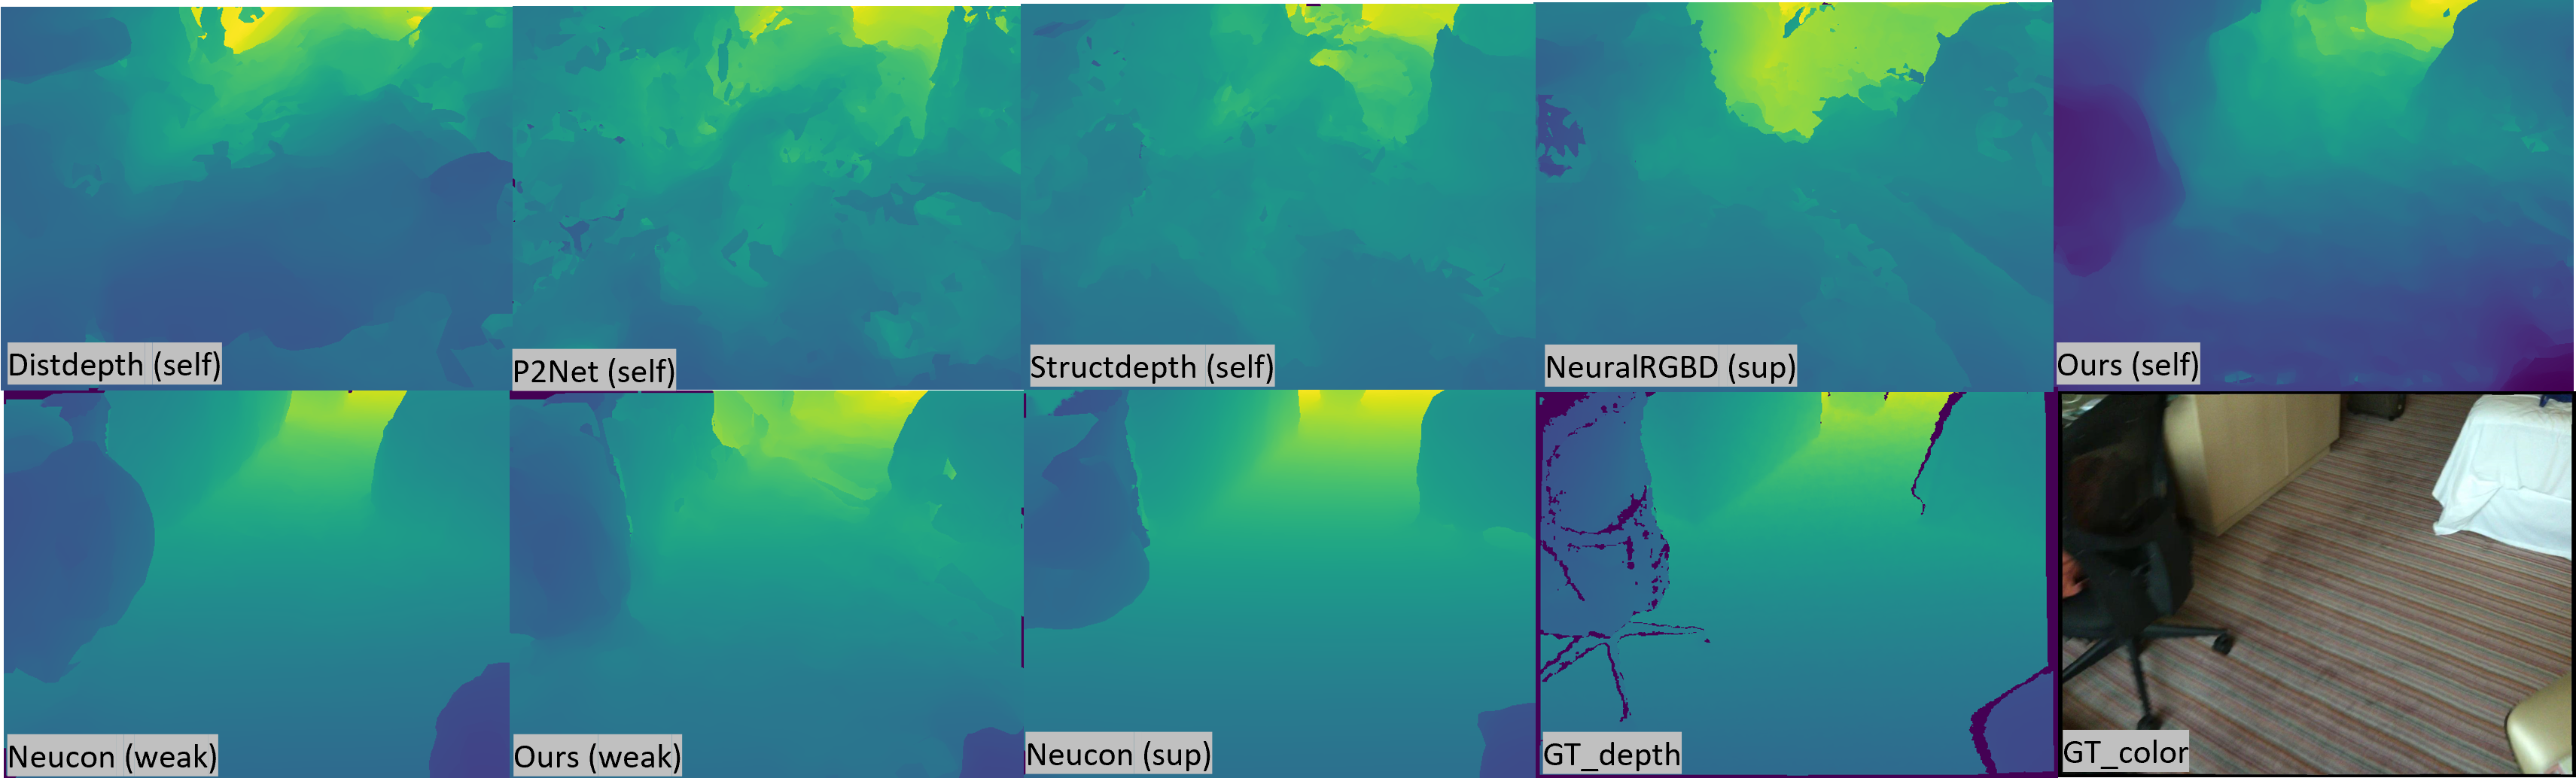 Distdepth (self)
P2Net (self)
Structdepth (self)
NeuralRGBD (sup)
Ours (self)
Neucon (weak)
Ours (weak)
Neucon (sup)
GT_depth
GT_color